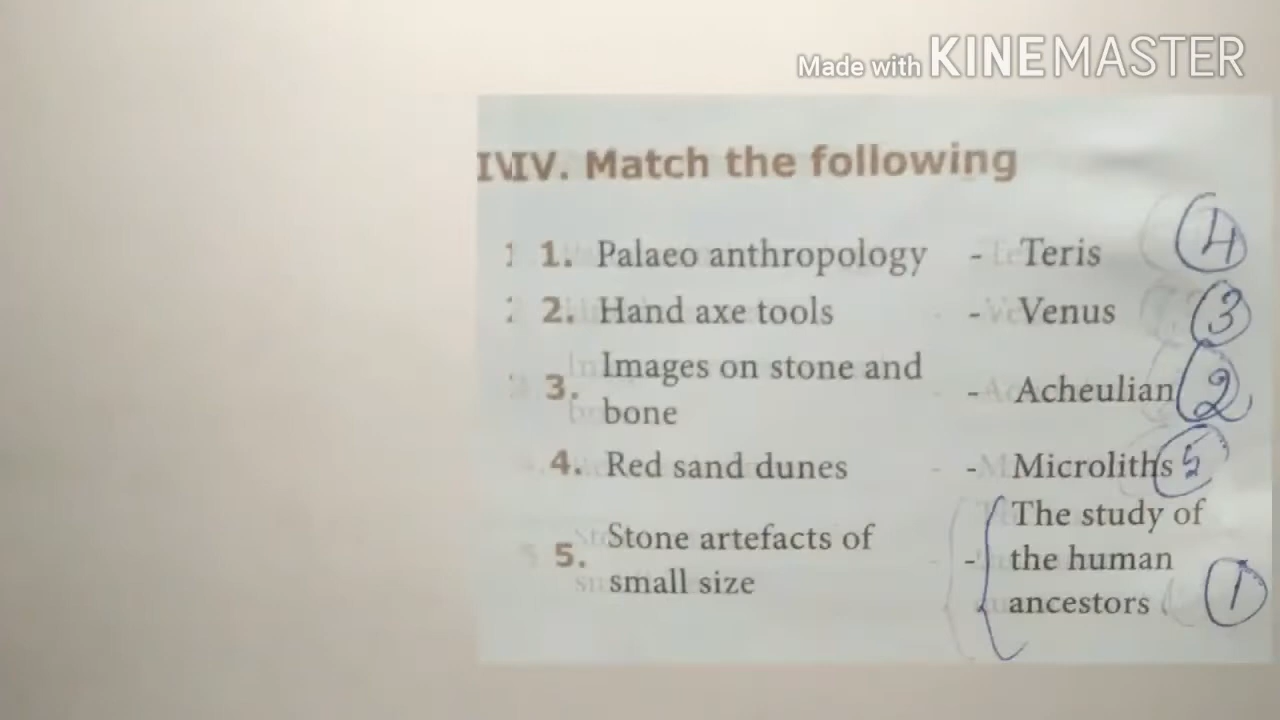 Made with KINEMASTER
IV. Match the following
1. Palaeo anthropology - Teris 4
2. Hand axe tools - Venus 3
3. Images on stone and bone - Acheulian 2
4. Red sand dunes - Microliths 5
5. Stone artefacts of small size - The study of the human ancestors 1